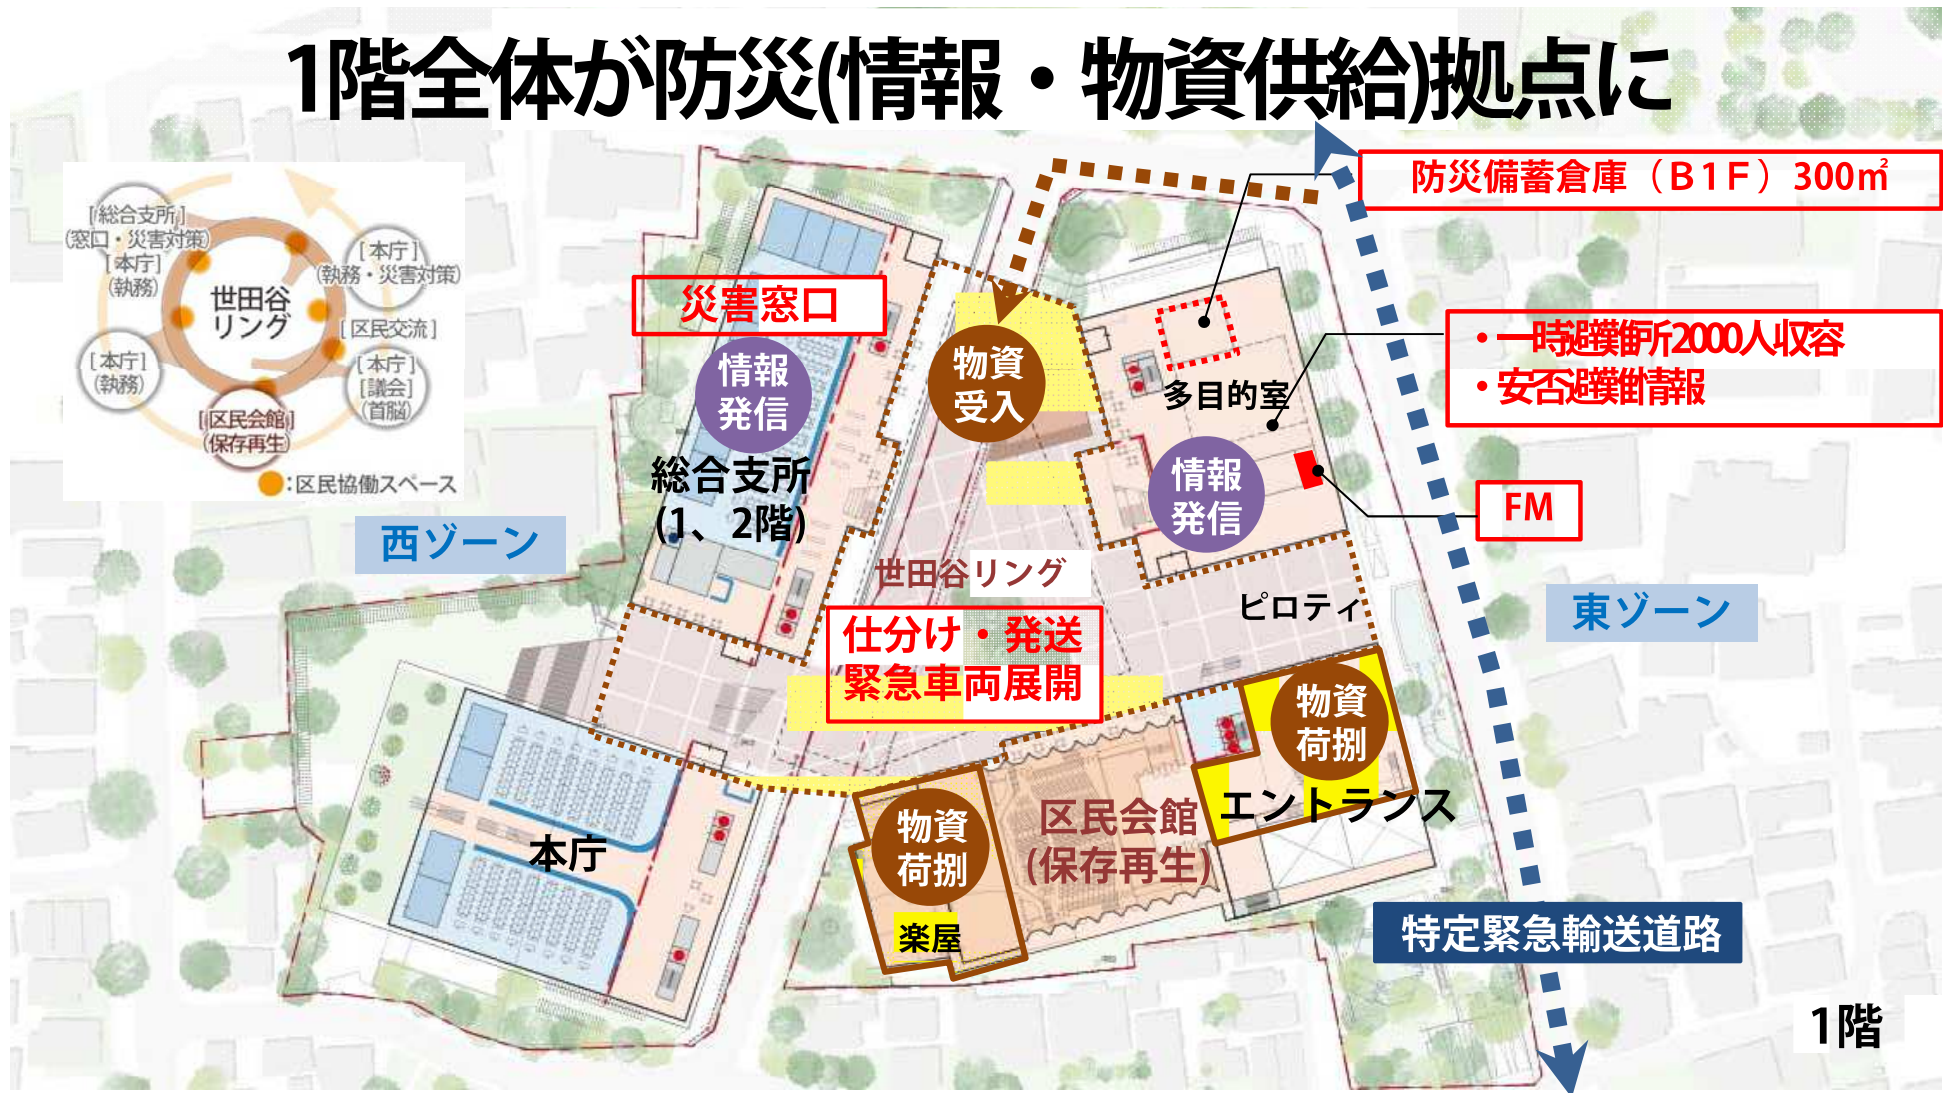 1階全体が防災(情報・物資供給)拠点に
防災備蓄倉庫（B1F）300㎡
[総合支所]
(窓口・災害対策)
[本庁]
(執務)
[本庁]
(執務・災害対策)
世田谷
リング
[区民交流]
[本庁]
(執務)
[本庁]
[議会]
(首脳)
[区民会館]
(保存再生)
：区民協働スペース
災害窓口
情報
発信
総合支所
(1、2階)
物資
受入
多目的室
情報
発信
・一時避難所2000人収容
・安否避難情報
FM
西ゾーン
東ゾーン
世田谷リング
ピロティ
仕分け・発送
緊急車両展開
物資
荷捌
エントランス
本庁
物資
荷捌
楽屋
区民会館
(保存再生)
特定緊急輸送道路
1階